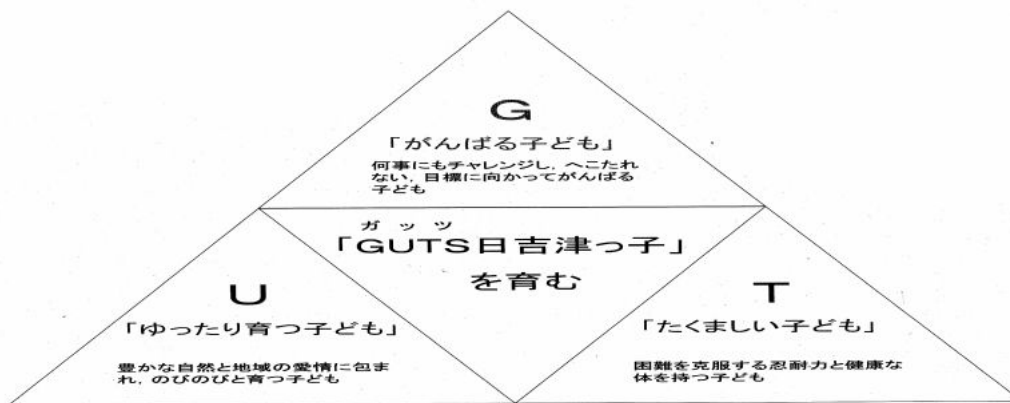 G
「がんばる子ども」
何事にもチャレンジし，へこたれ
ない，目標に向かってがんばる
子ども
ガッツ
「GUTS日吉津っ子」
を育む
U
「ゆったり育つ子ども」
豊かな自然と地域の愛情に包ま
れ，のびのびと育つ子ども
T
「たくましい子ども」
困難を克服する忍耐力と健康な
体を持つ子ども